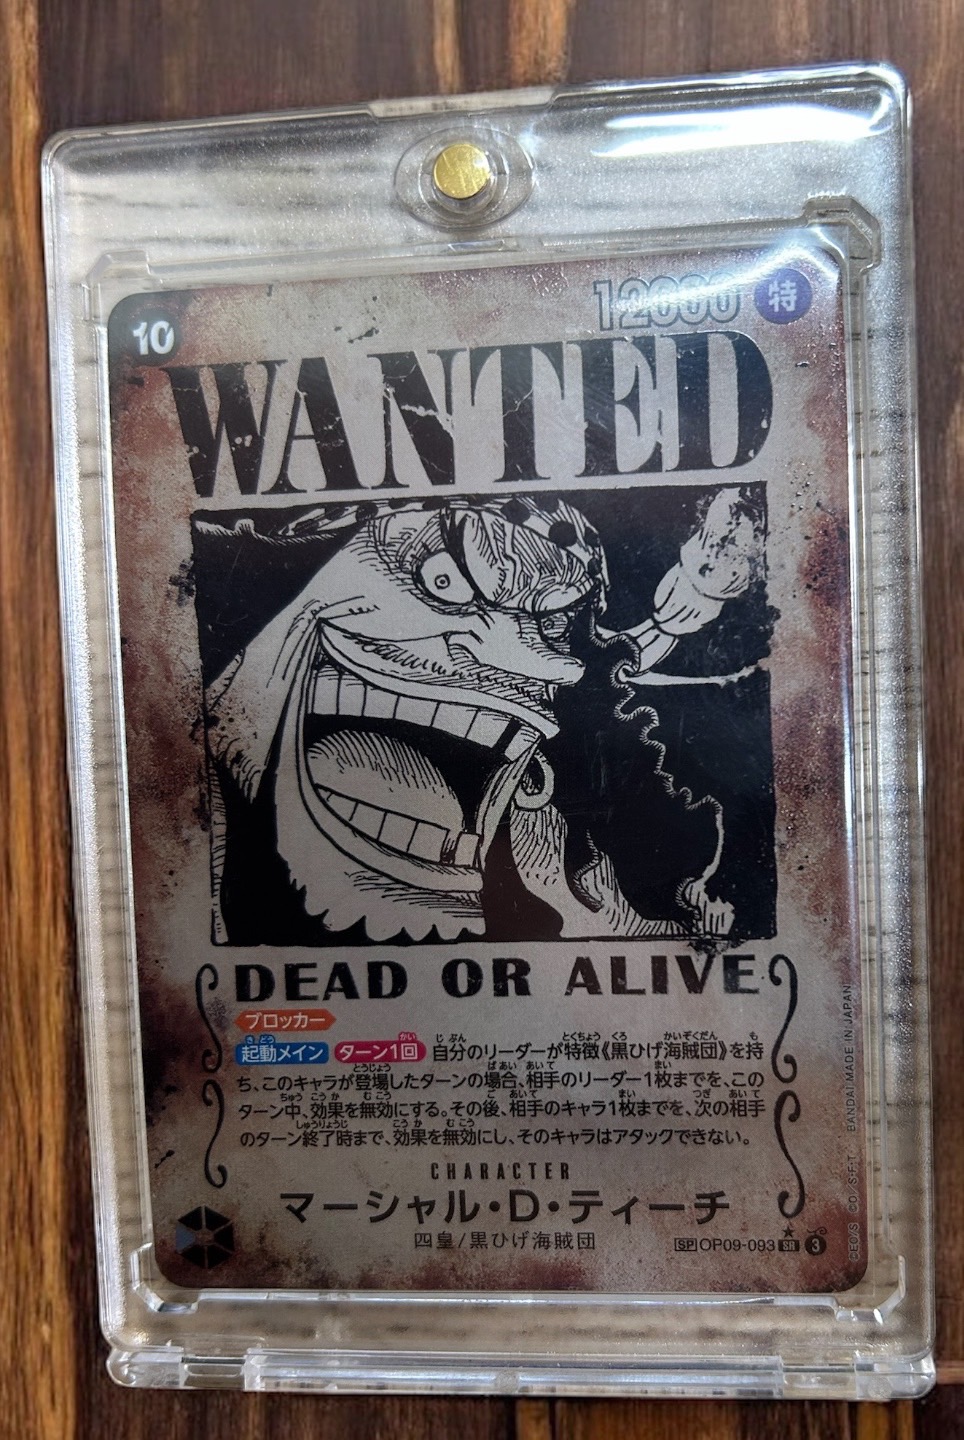 10
12000 特
WANTED
DEAD OR ALIVE
ブロッカー
起動メイン ターン1回 自分のリーダーが特徴《黒ひげ海賊団》を持
ち、このキャラが登場したターンの場合、相手のリーダー1枚までを、この
ターン中、効果を無効にする。その後、相手のキャラ1枚までを、次の相手
のターン終了時まで、効果を無効にし、そのキャラはアタックできない。
CHARACTER
マーシャル・D・ティーチ
四皇/黒ひげ海賊団
SP OP09-093 SR 3
BANDAI MADE IN JAPAN